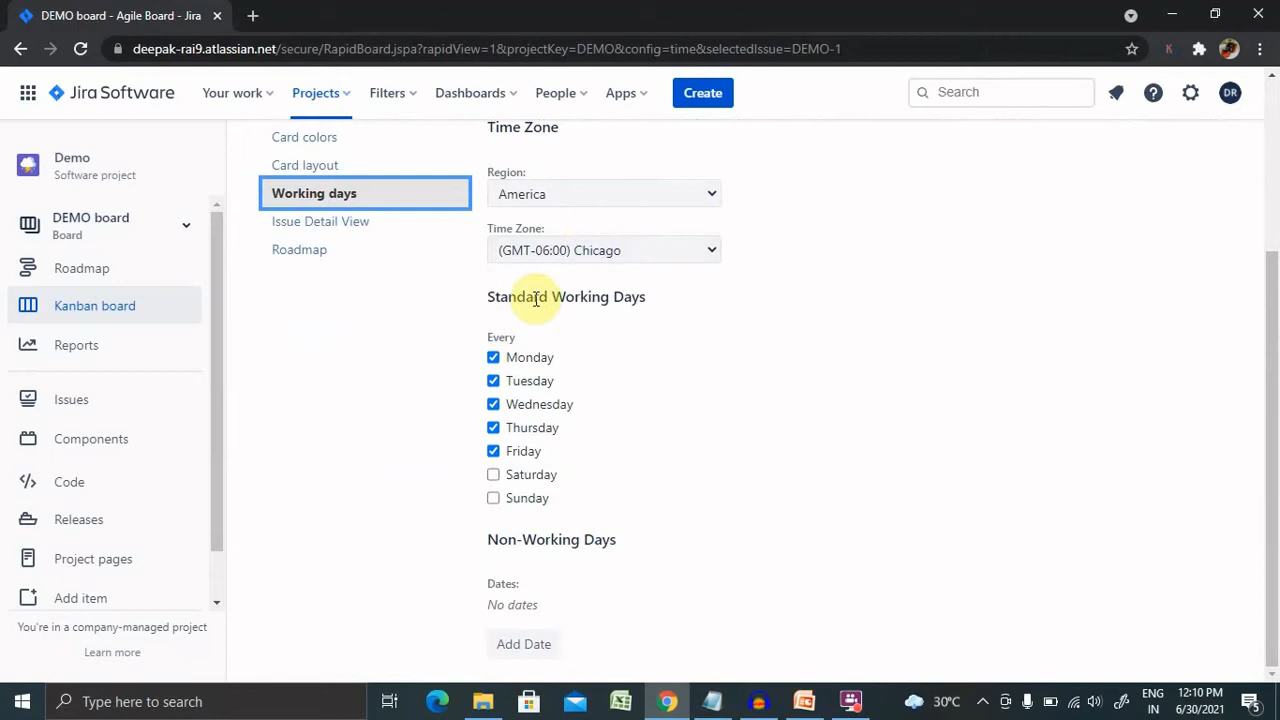 DEMO board - Agile Board - Jira
deepak-rai9.atlassian.net/secure/RapidBoard.jspa?rapidView=1&projectKey=DEMO&config=time&selectedIssue=DEMO-1
Jira Software Your work Projects Filters Dashboards People Apps Create Search DR
Demo
Software project
DEMO board
Board
Roadmap
Kanban board
Reports
Issues
Components
Code
Releases
Project pages
Add item
You're in a company-managed project
Learn more
Card colors
Card layout
Working days
Issue Detail View
Roadmap
Time Zone
Region:
America
Time Zone:
(GMT-06:00) Chicago
Standard Working Days
Every
Monday
Tuesday
Wednesday
Thursday
Friday
Saturday
Sunday
Non-Working Days
Dates:
No dates
Add Date
Type here to search
30°C
ENG
IN
12:10 PM
6/30/2021
5